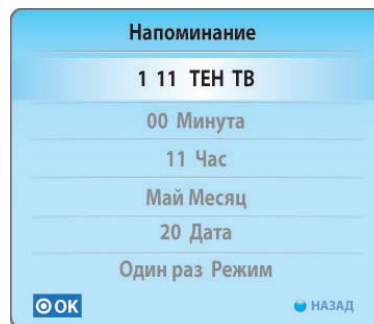 Напоминание
1 11 ТЕН ТВ
00 Минута
11 Час
Май Месяц
20 Дата
Один раз Режим
OK НАЗАД